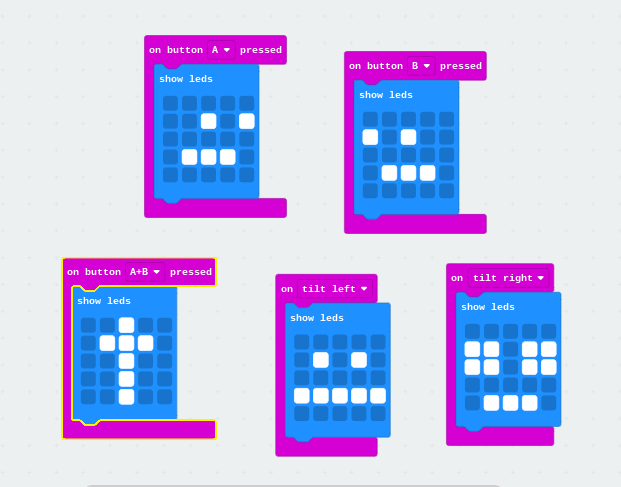 on button A pressed
show leds
on button B pressed
show leds
on button A+B pressed
show leds
on tilt left
show leds
on tilt right
show leds